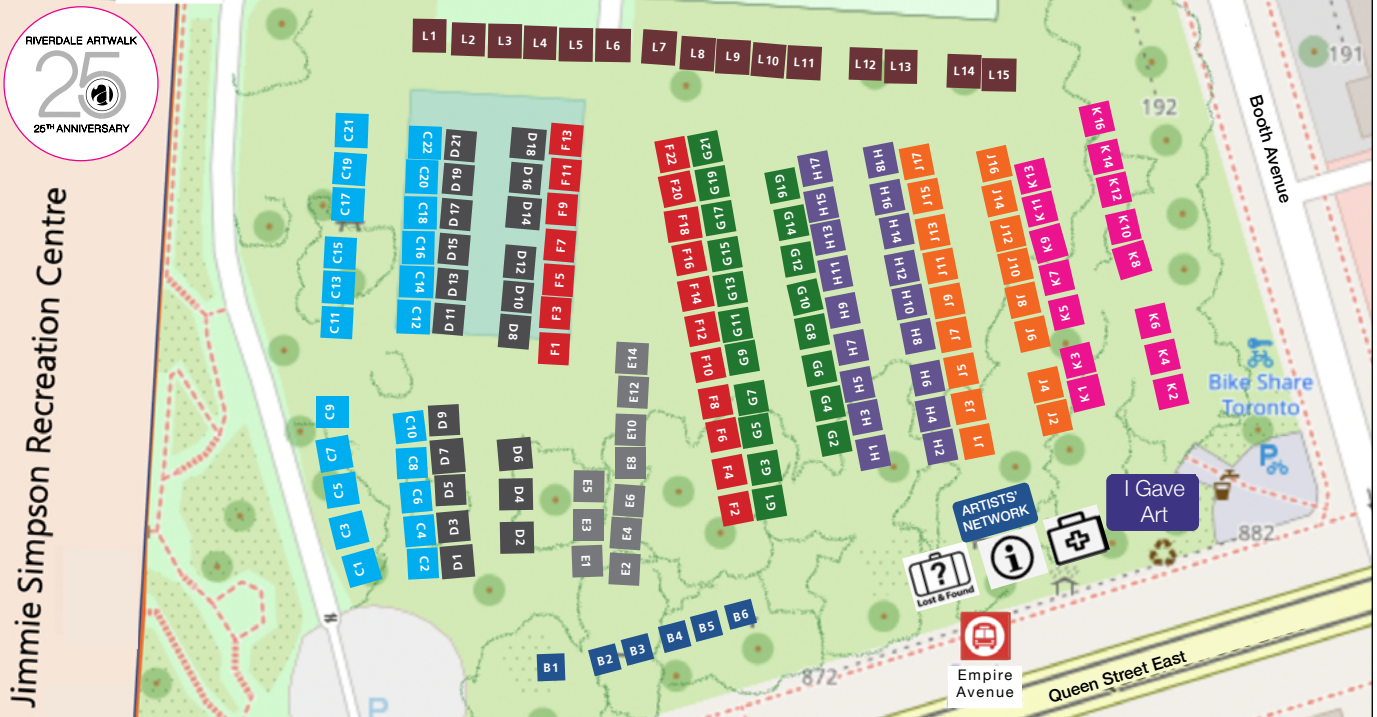 RIVERDALE ARTWALK
25
25TH ANNIVERSARY
Jimmie Simpson Recreation Centre
L1 L2 L3 L4 L5 L6 L7 L8 L9 L10 L11 L12 L13 L14 L15
C21
C19
C17
C15
C13
C11
C9
C7
C5
C3
C1
C22
C20
C18
C16
C14
C12
C10
C8
C6
C4
C2
D21
D19
D17
D15
D13
D11
D9
D7
D5
D3
D1
D18
D16
D14
D12
D10
D8
D6
D4
D2
F13
F11
F9
F7
F5
F3
F1
E14
E12
E10
E8
E6
E4
E2
E5
E3
E1
F22
F20
F18
F16
F14
F12
F10
F8
F6
F4
F2
G21
G19
G17
G15
G13
G11
G9
G7
G5
G3
G1
G16
G14
G12
G10
G8
G6
G4
G2
H17
H15
H13
H11
H9
H7
H5
H3
H1
H18
H16
H14
H12
H10
H8
H6
H4
H2
J17
J15
J13
J11
J9
J7
J5
J3
J1
J16
J14
J12
J10
J8
J6
J4
J2
K13
K11
K9
K7
K5
K3
K1
K16
K14
K12
K10
K8
K6
K4
K2
B1 B2 B3 B4 B5 B6
191
192
Booth Avenue
Bike Share
Toronto
P
I Gave
Art
ARTISTS'
NETWORK
?
Lost & Found
i
882
872
Empire
Avenue
Queen Street East
P